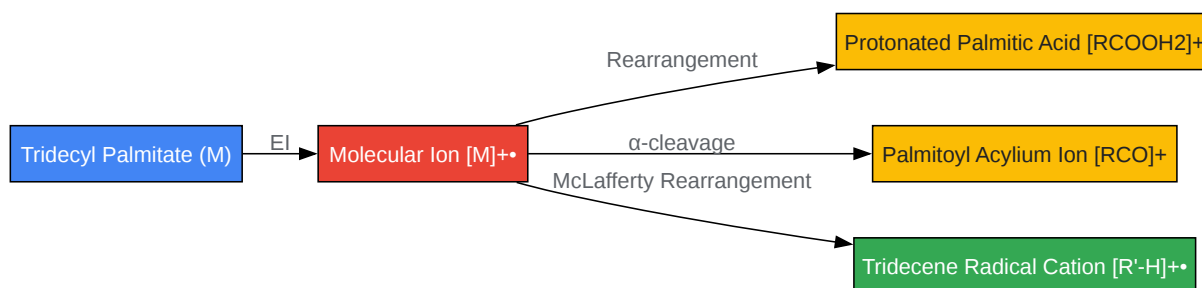 Protonated Palmitic Acid [RCOOH2]+
Rearrangement
Tridecyl Palmitate (M)
EI
Molecular Ion [M]+•
α-cleavage
Palmitoyl Acylium Ion [RCO]+
McLafferty Rearrangement
Tridecene Radical Cation [R'-H]+•